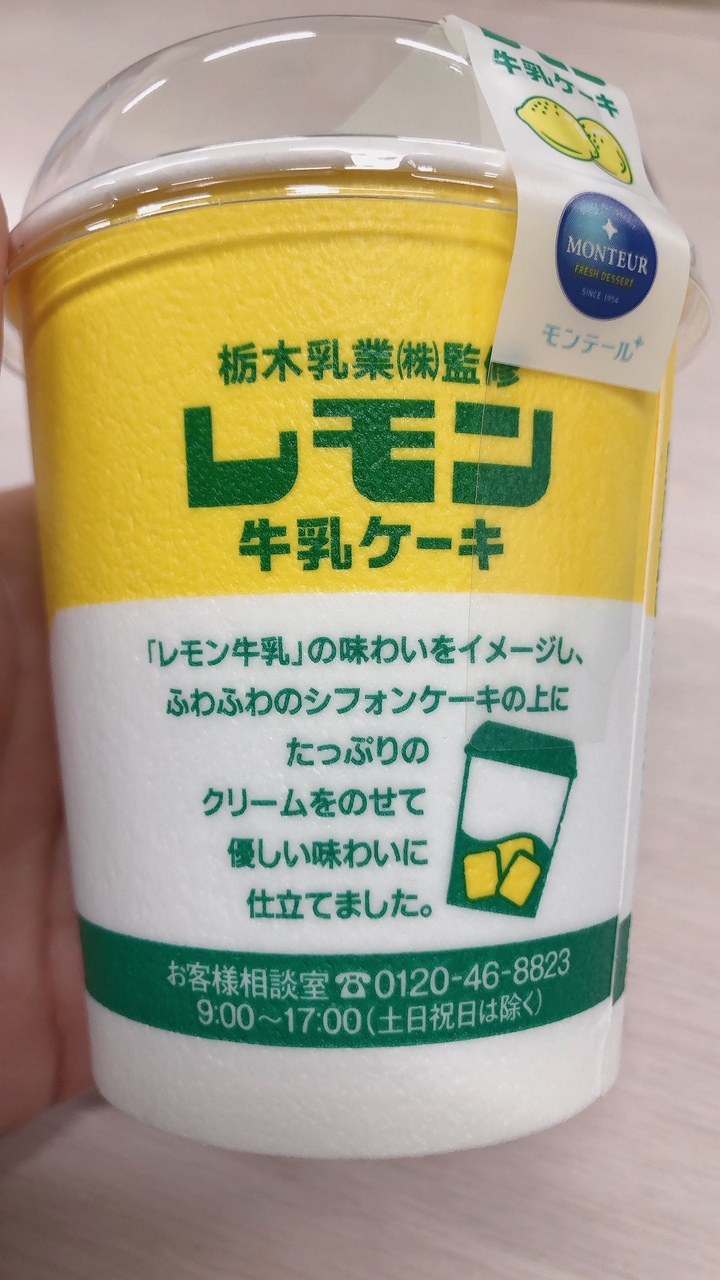 牛乳ケーキ
MONTEUR
FRESH DESSERT
SINCE 1954
モンテール
栃木乳業㈱監修
レモン
牛乳ケーキ
「レモン牛乳」の味わいをイメージし、
ふわふわのシフォンケーキの上に
たっぷりの
クリームをのせて
優しい味わいに
仕立てました。
お客様相談室☎0120-46-8823
9:00～17:00（土日祝日は除く）